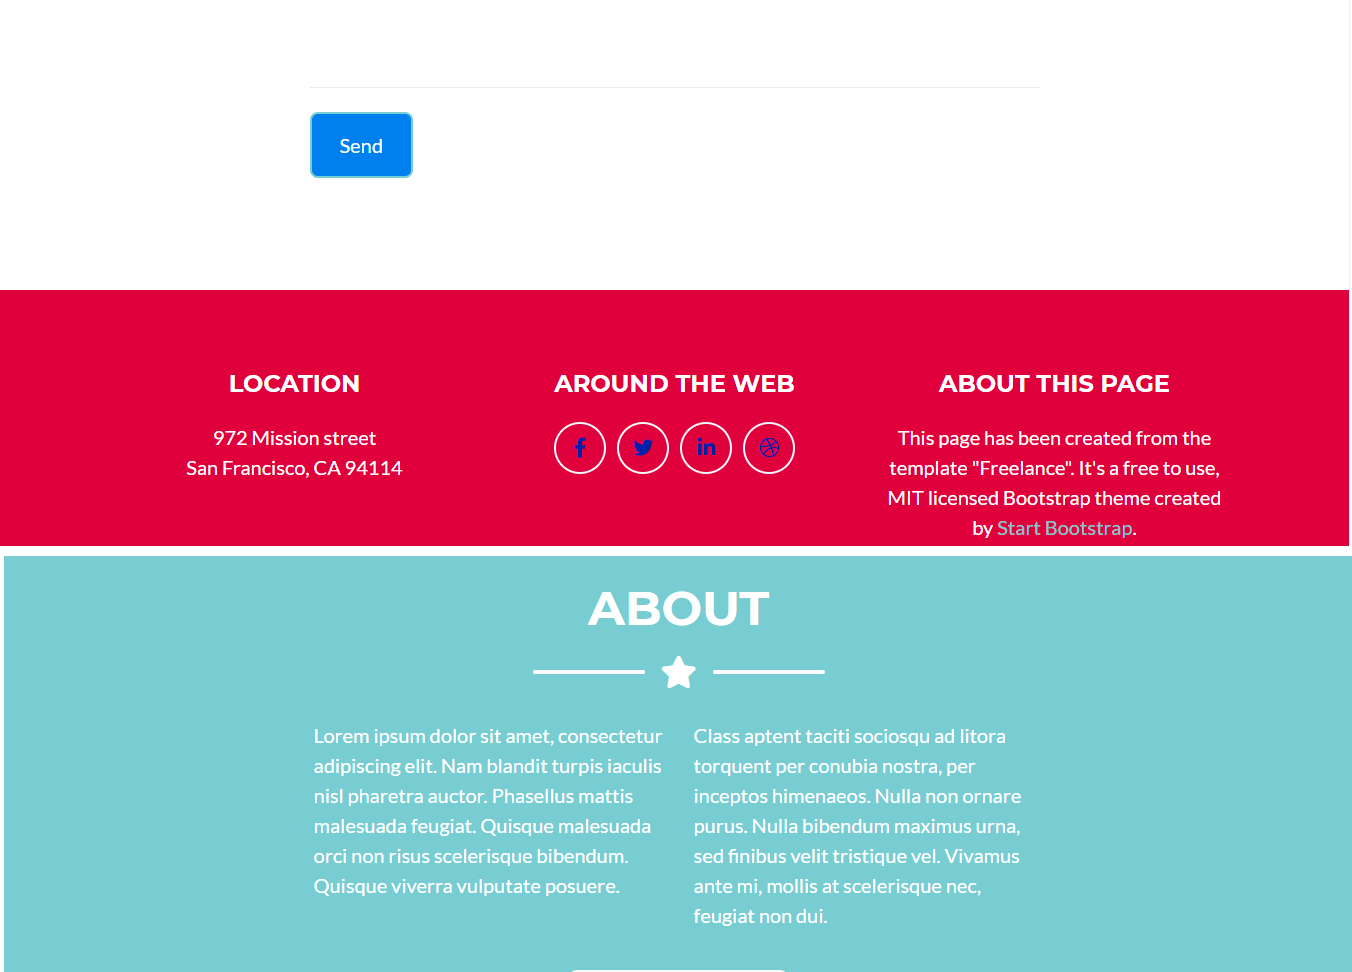 Send
LOCATION
972 Mission street
San Francisco, CA 94114
AROUND THE WEB
ABOUT THIS PAGE
This page has been created from the
template "Freelance". It's a free to use,
MIT licensed Bootstrap theme created
by Start Bootstrap.
ABOUT
Lorem ipsum dolor sit amet, consectetur
adipiscing elit. Nam blandit turpis iaculis
nisl pharetra auctor. Phasellus mattis
malesuada feugiat. Quisque malesuada
orci non risus scelerisque bibendum.
Quisque viverra vulputate posuere.
Class aptent taciti sociosqu ad litora
torquent per conubia nostra, per
inceptos himenaeos. Nulla non ornare
purus. Nulla bibendum maximus urna,
sed finibus velit tristique vel. Vivamus
ante mi, mollis at scelerisque nec,
feugiat non dui.